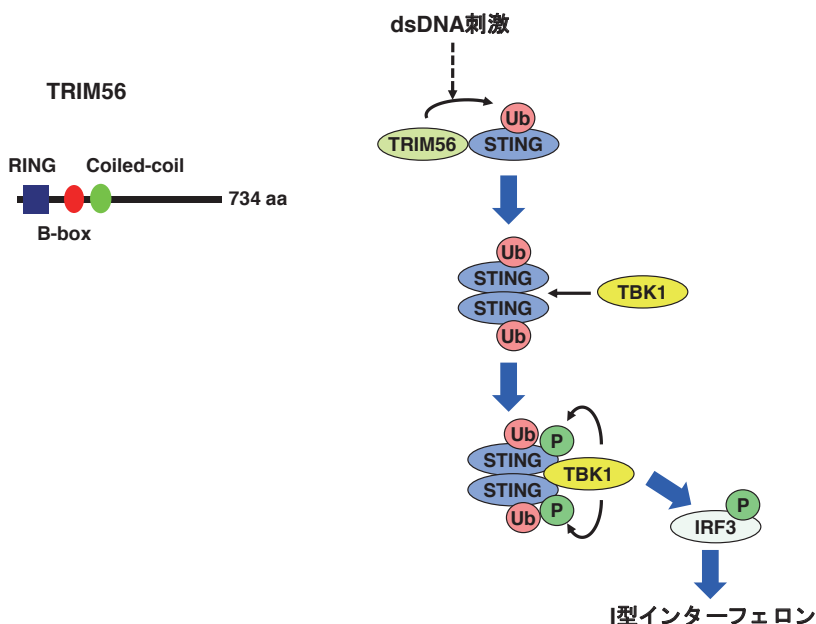 dsDNA刺激
TRIM56
Ub
TRIM56 STING
RING Coiled-coil
734 aa
B-box
Ub
STING
TBK1
STING
Ub
Ub P
STING
TBK1
STING
P
Ub
P
IRF3
I型インターフェロン